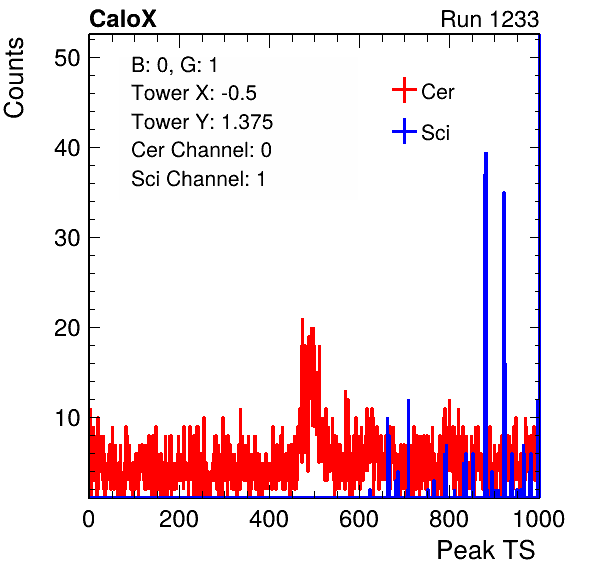 CaloX Run 1233
B: 0, G: 1
Tower X: -0.5
Tower Y: 1.375
Cer Channel: 0
Sci Channel: 1
Cer
Sci
Counts
50
40
30
20
10
0 200 400 600 800 1000
Peak TS